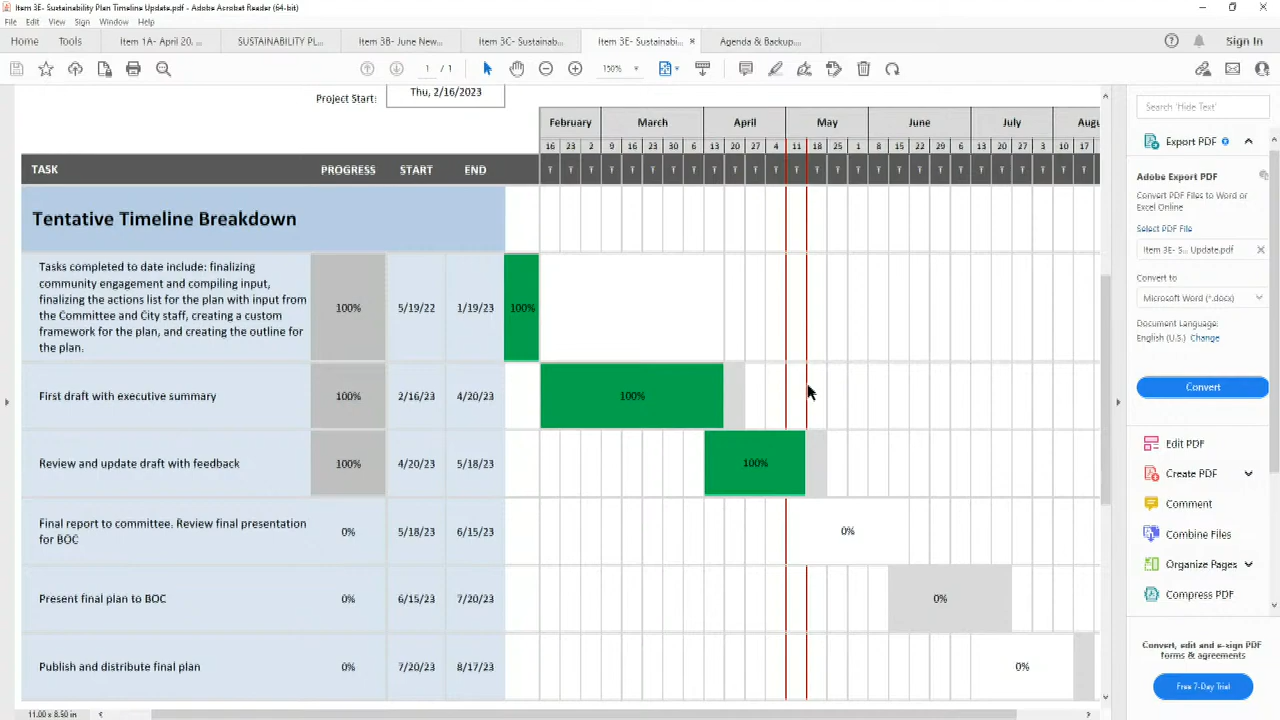 Item 3E- Sustainability Plan Timeline Update.pdf - Adobe Acrobat Reader (64-bit)
File Edit View Sign Window Help
Home Tools Item 1A- April 20, ... SUSTAINABILITY PL... Item 3B- June New... Item 3C- Sustainab... Item 3E- Sustainabi... × Agenda & Backup... Sign In
1 / 1 150%
Project Start: Thu, 2/16/2023
February March April May June July Augu
16 23 2 9 16 23 30 6 13 20 27 4 11 18 25 1 8 15 22 29 6 13 20 27 3 10 17
TASK PROGRESS START END T T T T T T T T T T T T T T T T T T T T T T T T T T T
Tentative Timeline Breakdown
Tasks completed to date include: finalizing
community engagement and compiling input,
finalizing the actions list for the plan with input from
the Committee and City staff, creating a custom
framework for the plan, and creating the outline for
the plan.
100% 5/19/22 1/19/23 100%
First draft with executive summary 100% 2/16/23 4/20/23 100%
Review and update draft with feedback 100% 4/20/23 5/18/23 100%
Final report to committee. Review final presentation
for BOC
0% 5/18/23 6/15/23 0%
Present final plan to BOC 0% 6/15/23 7/20/23 0%
Publish and distribute final plan 0% 7/20/23 8/17/23 0%
11.00 x 8.50 in
Search 'Hide Text'
Export PDF
Adobe Export PDF
Convert PDF Files to Word or
Excel Online
Select PDF File
Item 3E- S... Update.pdf
Convert to
Microsoft Word (*.docx)
Document Language:
English (U.S.) Change
Convert
Edit PDF
Create PDF
Comment
Combine Files
Organize Pages
Compress PDF
Convert, edit and e-sign PDF
forms & agreements
Free 7-Day Trial